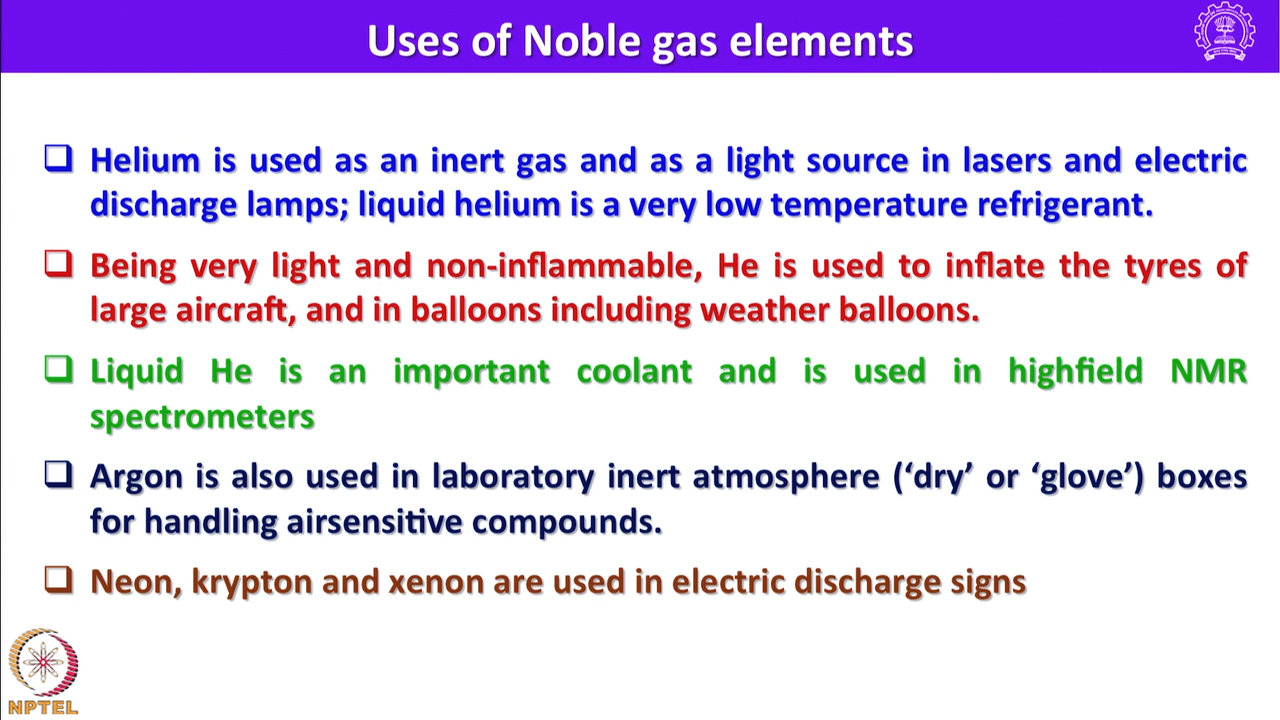 Uses of Noble gas elements
Helium is used as an inert gas and as a light source in lasers and electric
discharge lamps; liquid helium is a very low temperature refrigerant.
Being very light and non-inflammable, He is used to inflate the tyres of
large aircraft, and in balloons including weather balloons.
Liquid He is an important coolant and is used in highfield NMR
spectrometers
Argon is also used in laboratory inert atmosphere (‘dry’ or ‘glove’) boxes
for handling airsensitive compounds.
Neon, krypton and xenon are used in electric discharge signs
NPTEL